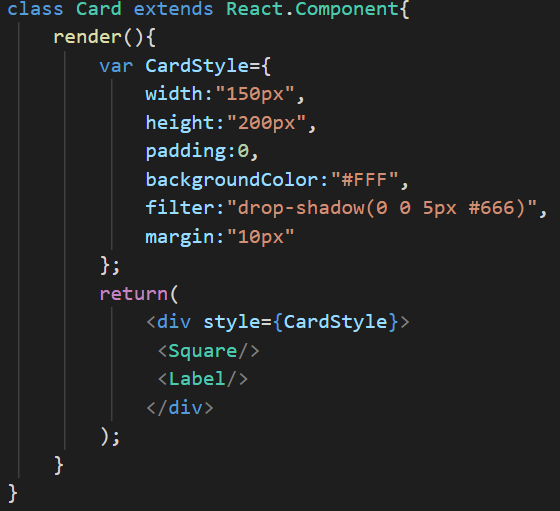 class Card extends React.Component{
    render(){
        var CardStyle={
            width:"150px",
            height:"200px",
            padding:0,
            backgroundColor:"#FFF",
            filter:"drop-shadow(0 0 5px #666)",
            margin:"10px"
        };
        return(
            <div style={CardStyle}>
             <Square/>
             <Label/>
            </div>
        );
    }
}